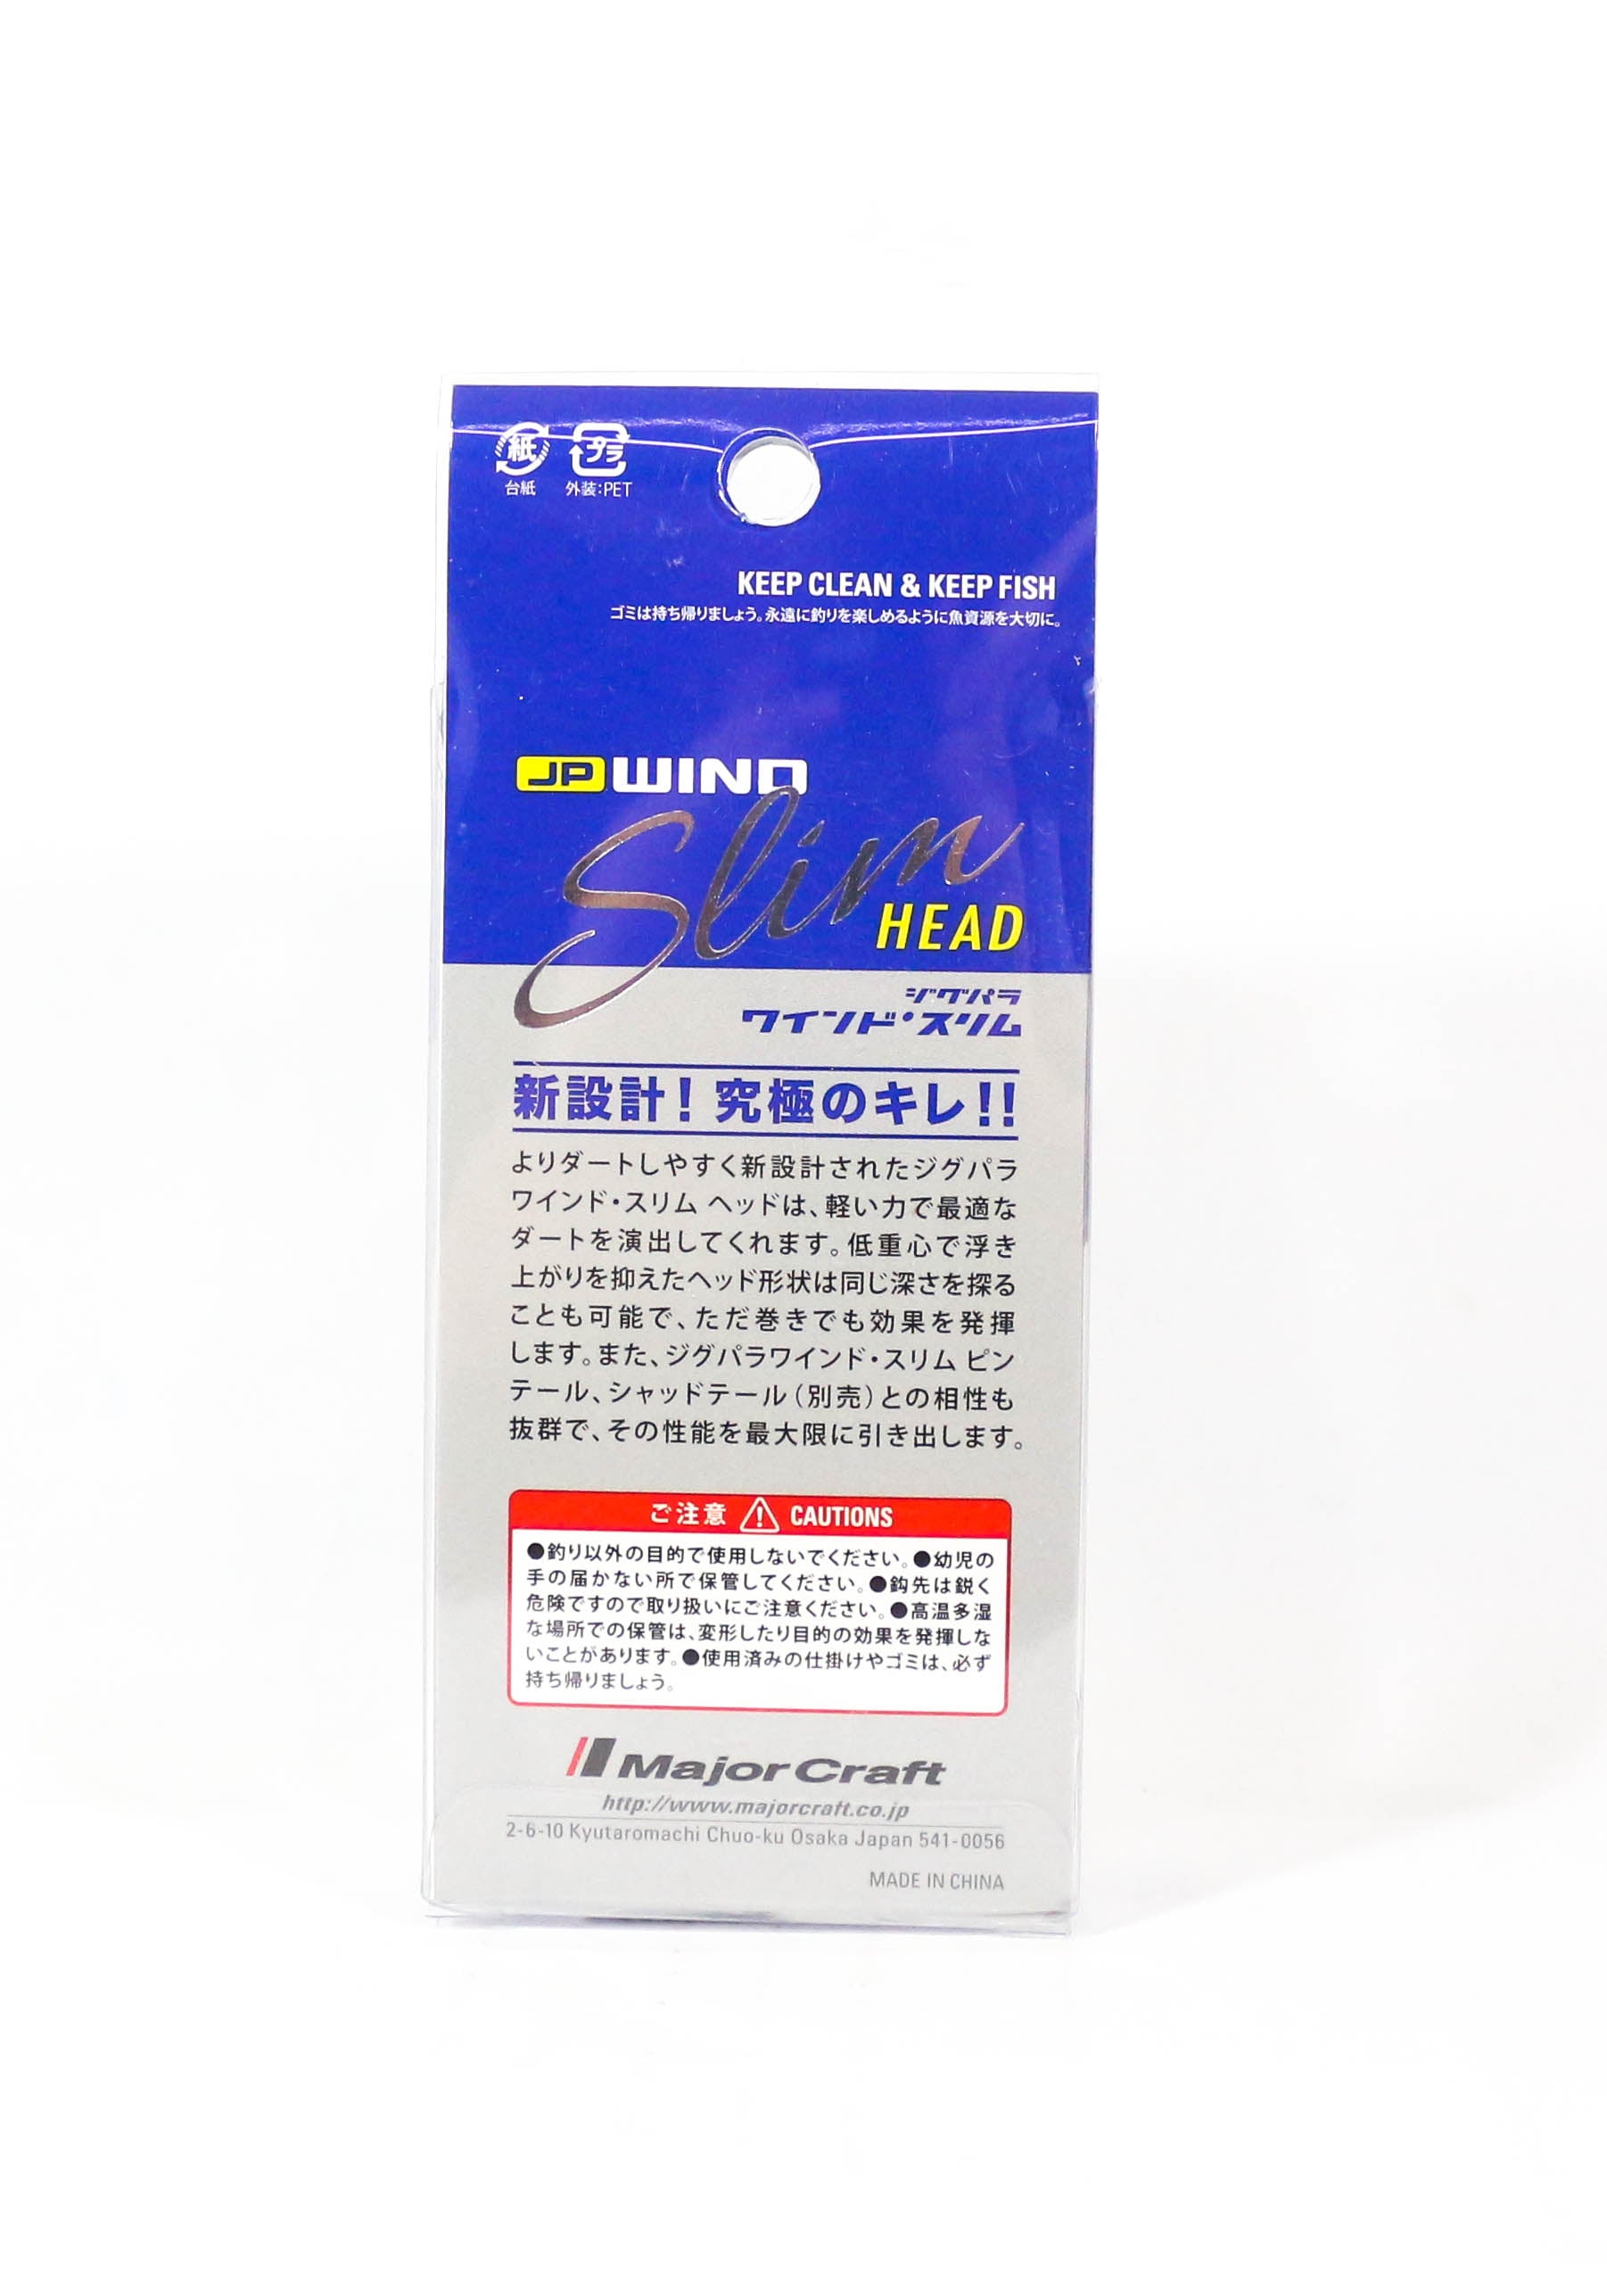 紙 プラ
台紙 外装:PET
KEEP CLEAN & KEEP FISH
ゴミは持ち帰りましょう。永遠に釣りを楽しめるように魚資源を大切に。
JP WIND
Slim
HEAD
ジグパラ
ワインド・スリム
新設計！究極のキレ!!
よりダートしやすく新設計されたジグパラ
ワインド・スリム ヘッドは、軽い力で最適な
ダートを演出してくれます。低重心で浮き
上がりを抑えたヘッド形状は同じ深さを探る
ことも可能で、ただ巻きでも効果を発揮
します。また、ジグパラワインド・スリム ピン
テール、シャッドテール（別売）との相性も
抜群で、その性能を最大限に引き出します。
ご注意 ! CAUTIONS
●釣り以外の目的で使用しないでください。●幼児の
手の届かない所で保管してください。●鈎先は鋭く
危険ですので取り扱いにご注意ください。●高温多湿
な場所での保管は、変形したり目的の効果を発揮しな
いことがあります。●使用済みの仕掛けやゴミは、必ず
持ち帰りましょう。
Major Craft
http://www.majorcraft.co.jp
2-6-10 Kyutaromachi Chuo-ku Osaka Japan 541-0056
MADE IN CHINA